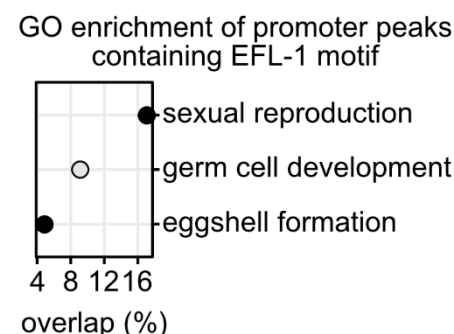 GO enrichment of promoter peaks
containing EFL-1 motif
sexual reproduction
germ cell development
eggshell formation
4 8 12 16
overlap (%)